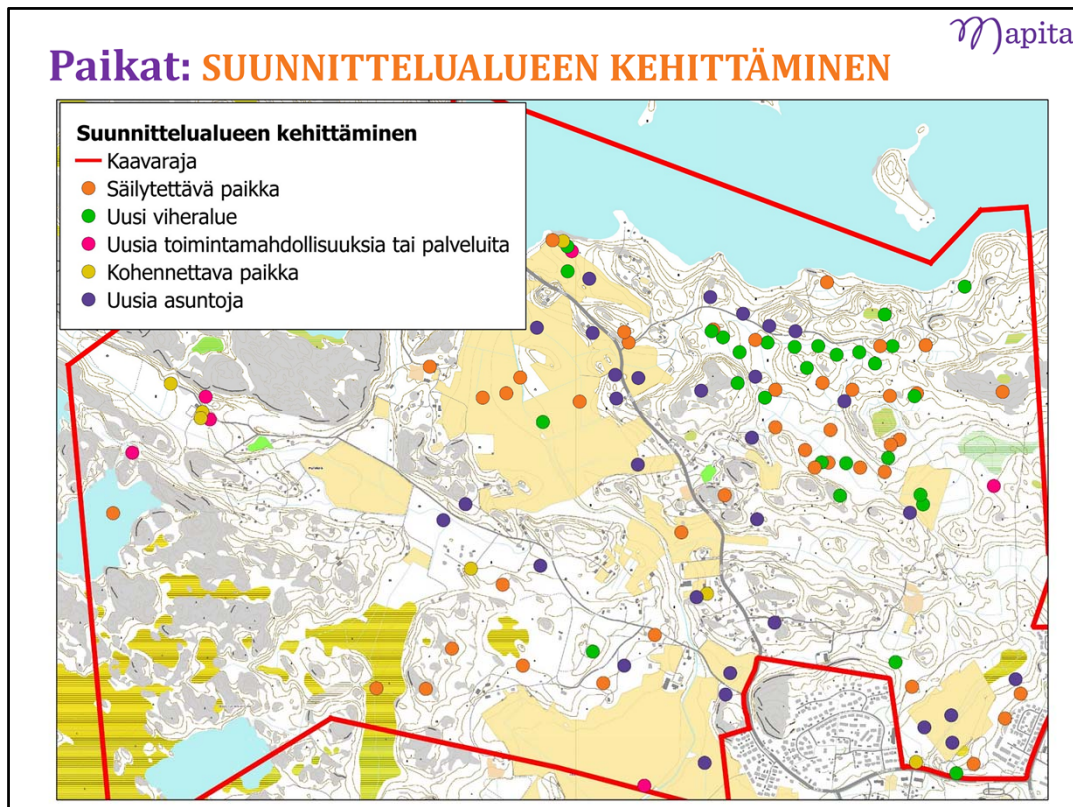 Mapita
Paikat: SUUNNITTELUALUEEN KEHITTÄMINEN
Suunnittelualueen kehittäminen
Kaavaraja
Säilytettävä paikka
Uusi viheralue
Uusia toimintamahdollisuuksia tai palveluita
Kohennettava paikka
Uusia asuntoja